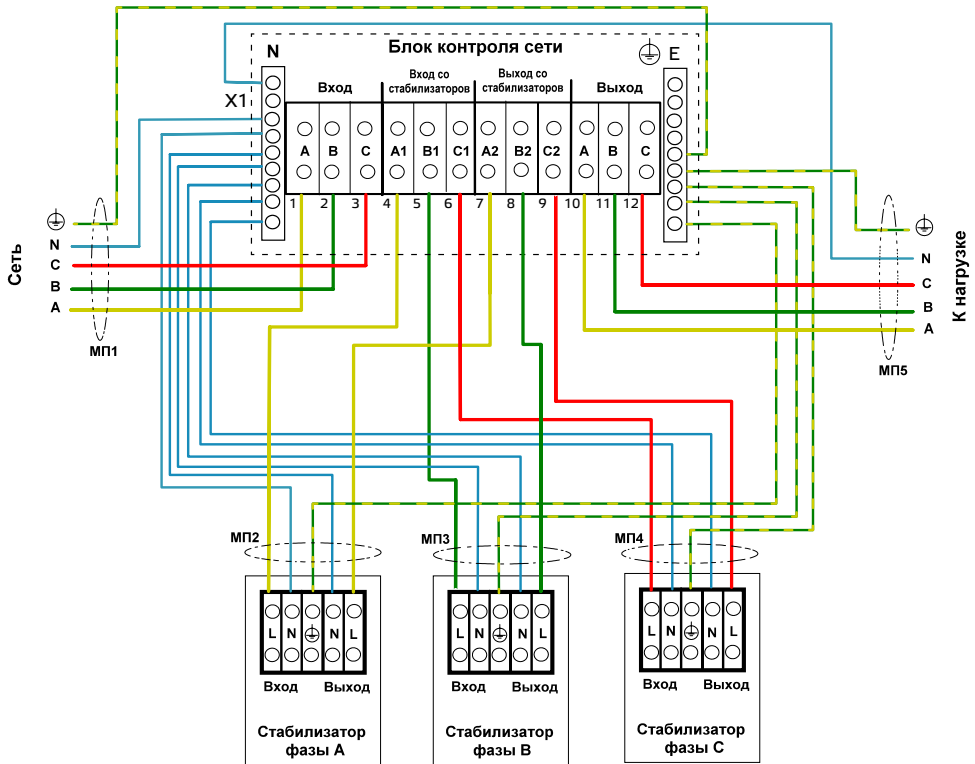 Блок контроля сети
N
E
X1
Вход
Вход со
стабилизаторов
Выход со
стабилизаторов
Выход
A B C A1 B1 C1 A2 B2 C2 A B C
1 2 3 4 5 6 7 8 9 10 11 12
Сеть
N
C
B
A
МП1
К нагрузке
N
C
B
A
МП5
МП2
МП3
МП4
L N N L
Вход Выход
Стабилизатор
фазы А
L N N L
Вход Выход
Стабилизатор
фазы В
L N N L
Вход Выход
Стабилизатор
фазы С